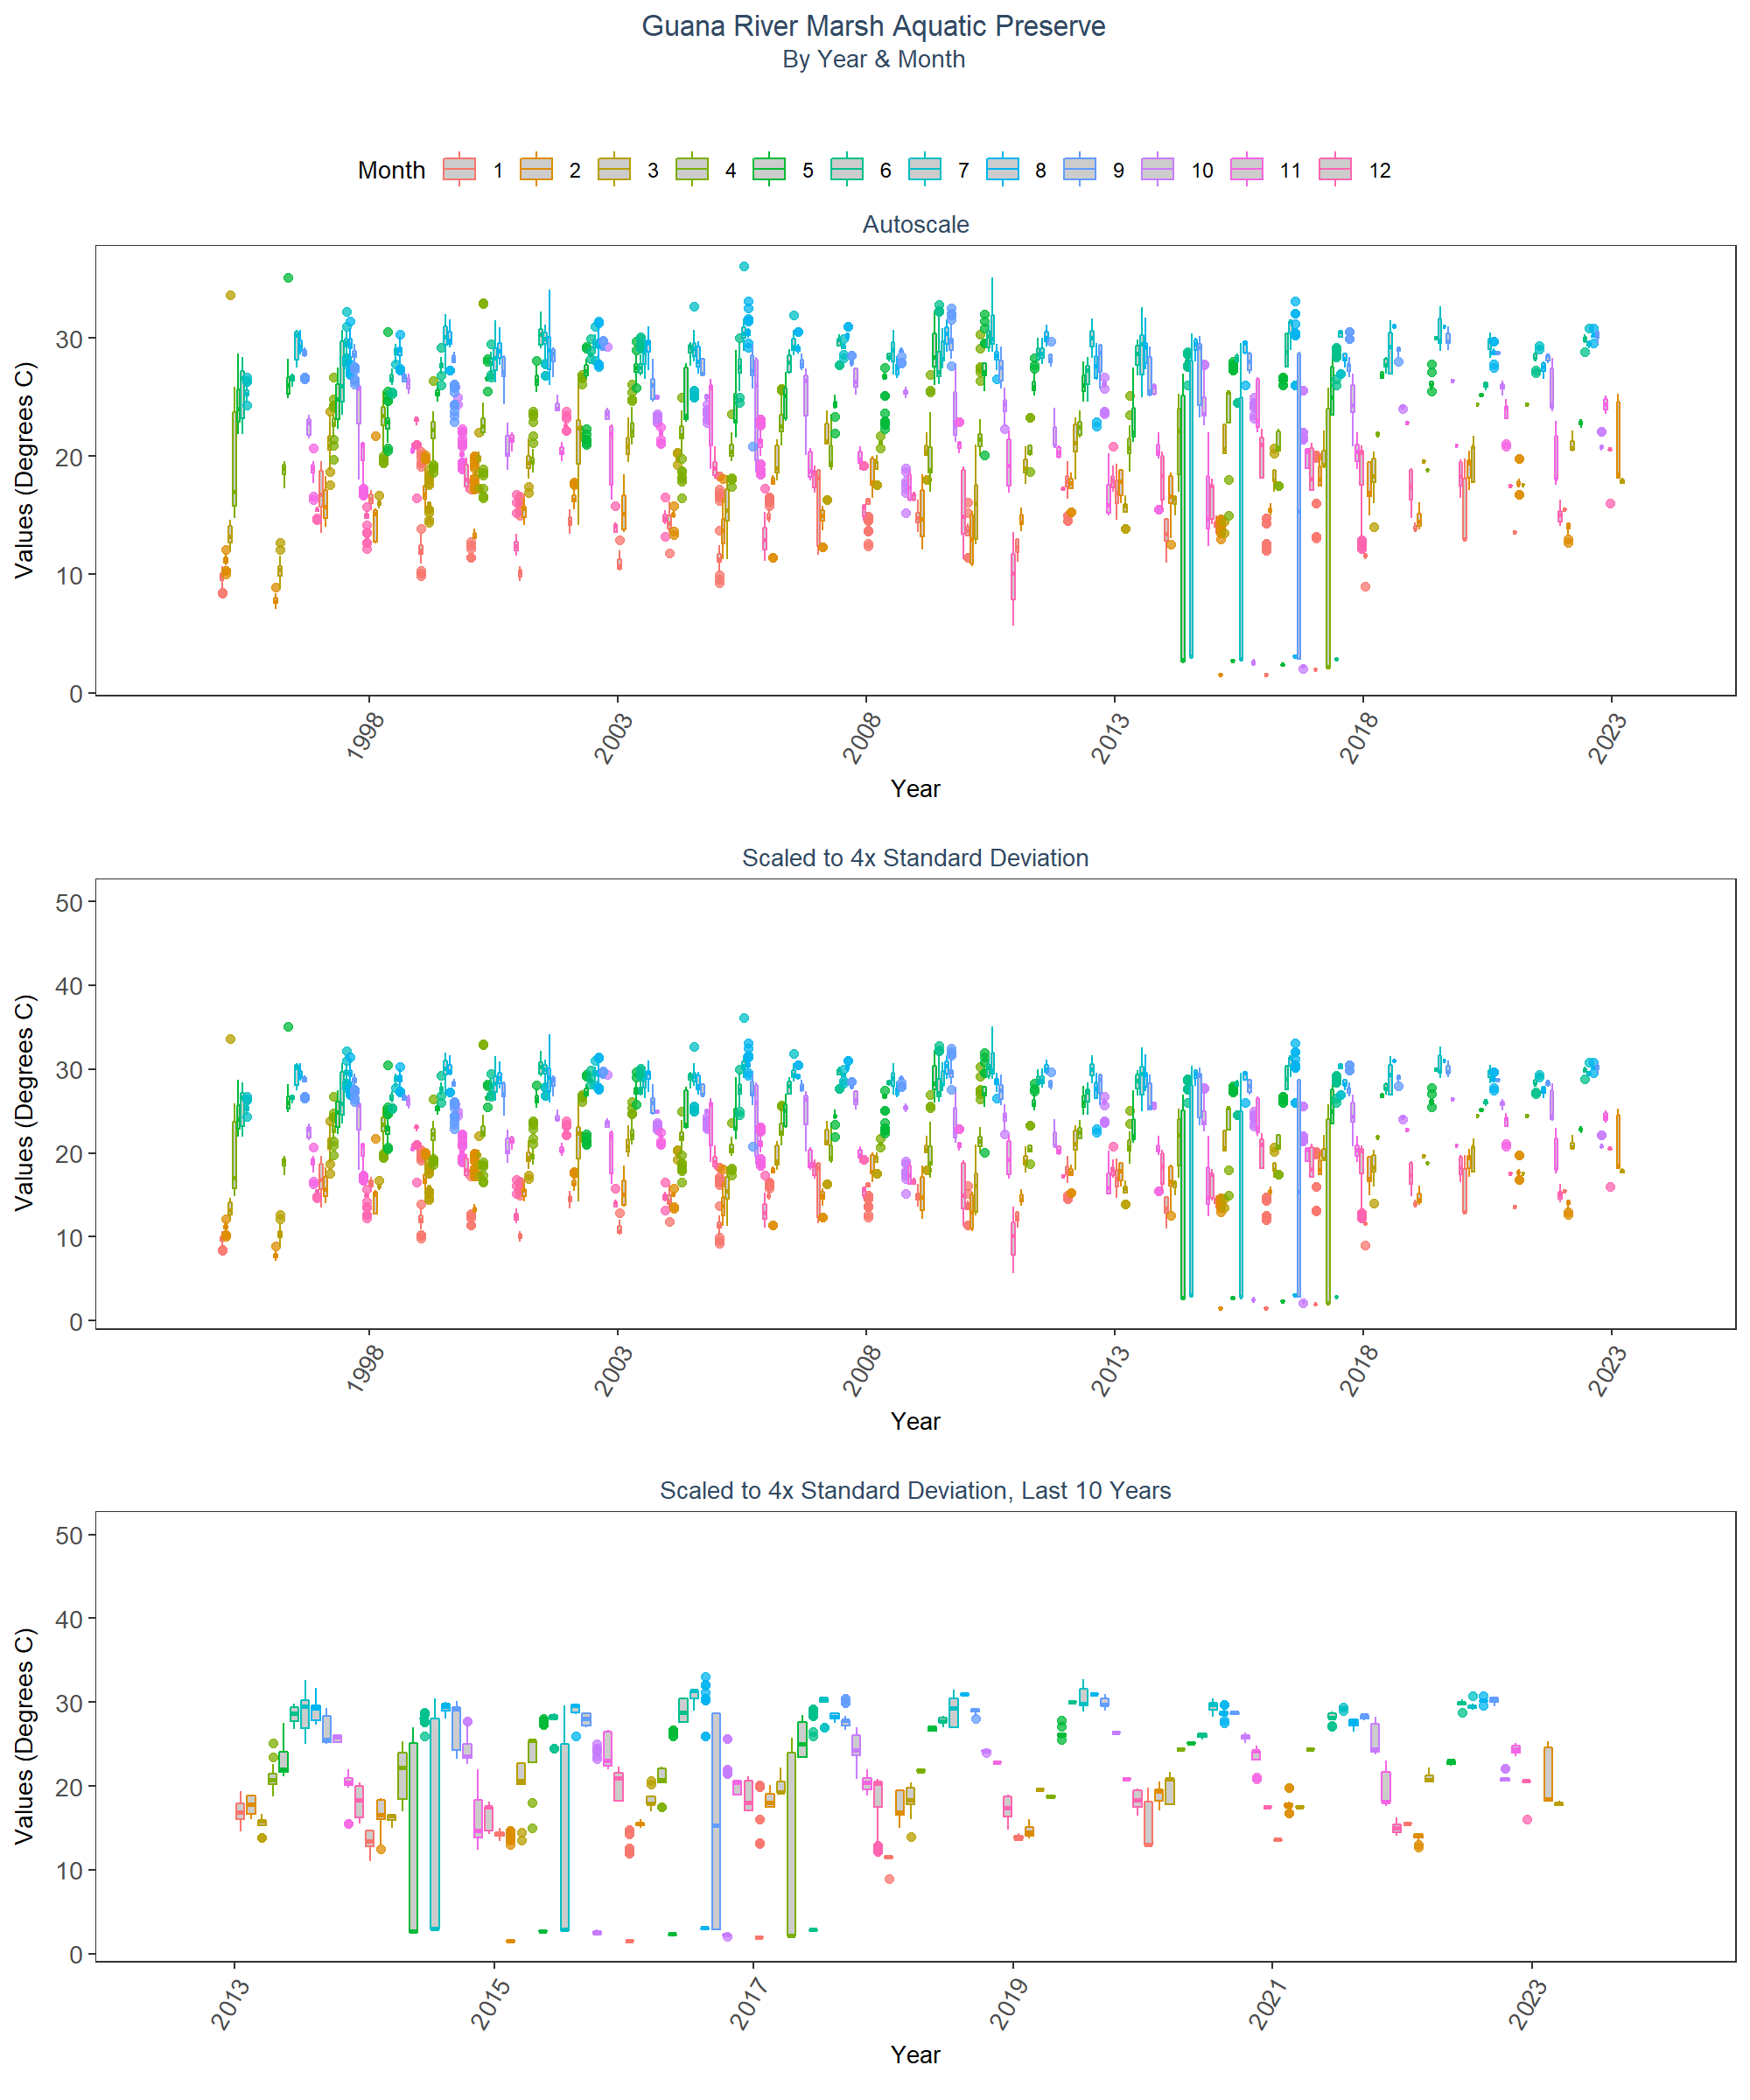 Guana River Marsh Aquatic Preserve
By Year & Month
Month 1 2 3 4 5 6 7 8 9 10 11 12
Autoscale
Values (Degrees C)
30
20
10
0
1998 2003 2008 2013 2018 2023
Year
Scaled to 4x Standard Deviation
Values (Degrees C)
50
40
30
20
10
0
1998 2003 2008 2013 2018 2023
Year
Scaled to 4x Standard Deviation, Last 10 Years
Values (Degrees C)
50
40
30
20
10
0
2013 2015 2017 2019 2021 2023
Year